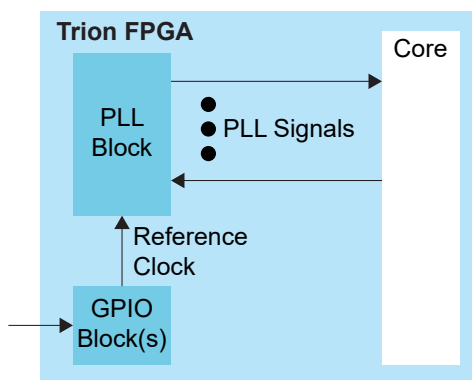 Trion FPGA
Core
PLL
Block
PLL Signals
Reference
Clock
GPIO
Block(s)